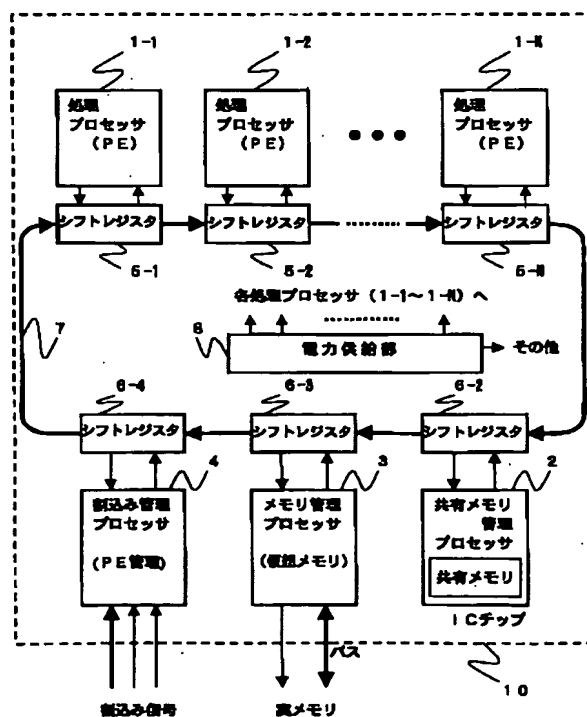 1-1
1-2
1-N
処理
プロセッサ
(PE)
処理
プロセッサ
(PE)
処理
プロセッサ
(PE)
シフトレジスタ
シフトレジスタ
シフトレジスタ
5-1
5-2
5-N
各処理プロセッサ(1-1~1-N)へ
7
8
電力供給部
その他
6-4
6-3
6-2
シフトレジスタ
シフトレジスタ
シフトレジスタ
4
3
2
割込み管理
プロセッサ
(PE管理)
メモリ管理
プロセッサ
(仮想メモリ)
共有メモリ
管理
プロセッサ
共有メモリ
ICチップ
バス
10
割込み信号
実メモリ